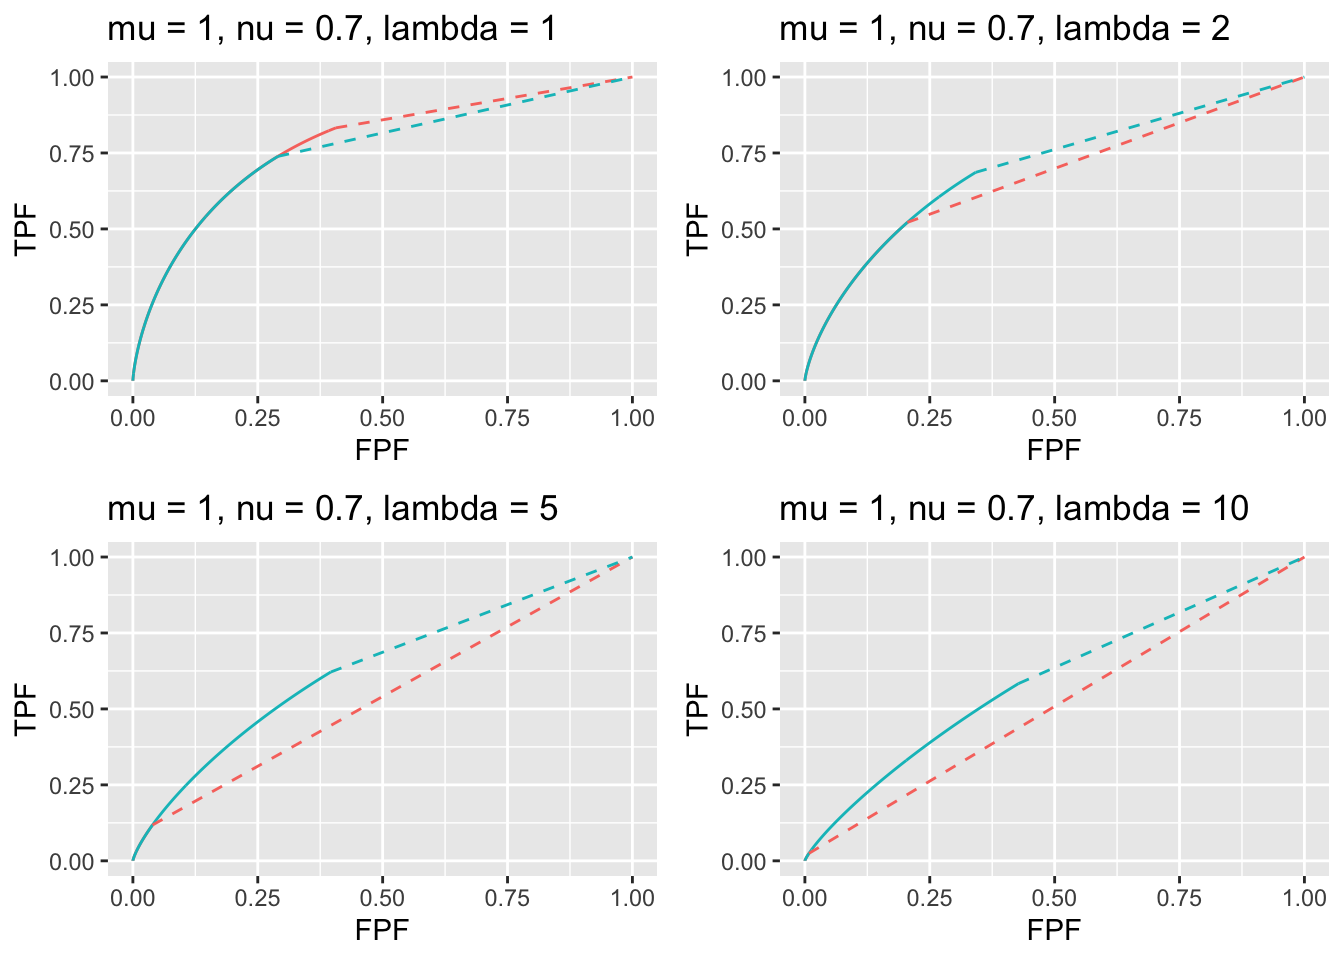 mu = 1, nu = 0.7, lambda = 1
1.00
0.75
0.50
0.25
0.00
TPF
0.00 0.25 0.50 0.75 1.00
FPF
mu = 1, nu = 0.7, lambda = 2
1.00
0.75
0.50
0.25
0.00
TPF
0.00 0.25 0.50 0.75 1.00
FPF
mu = 1, nu = 0.7, lambda = 5
1.00
0.75
0.50
0.25
0.00
TPF
0.00 0.25 0.50 0.75 1.00
FPF
mu = 1, nu = 0.7, lambda = 10
1.00
0.75
0.50
0.25
0.00
TPF
0.00 0.25 0.50 0.75 1.00
FPF